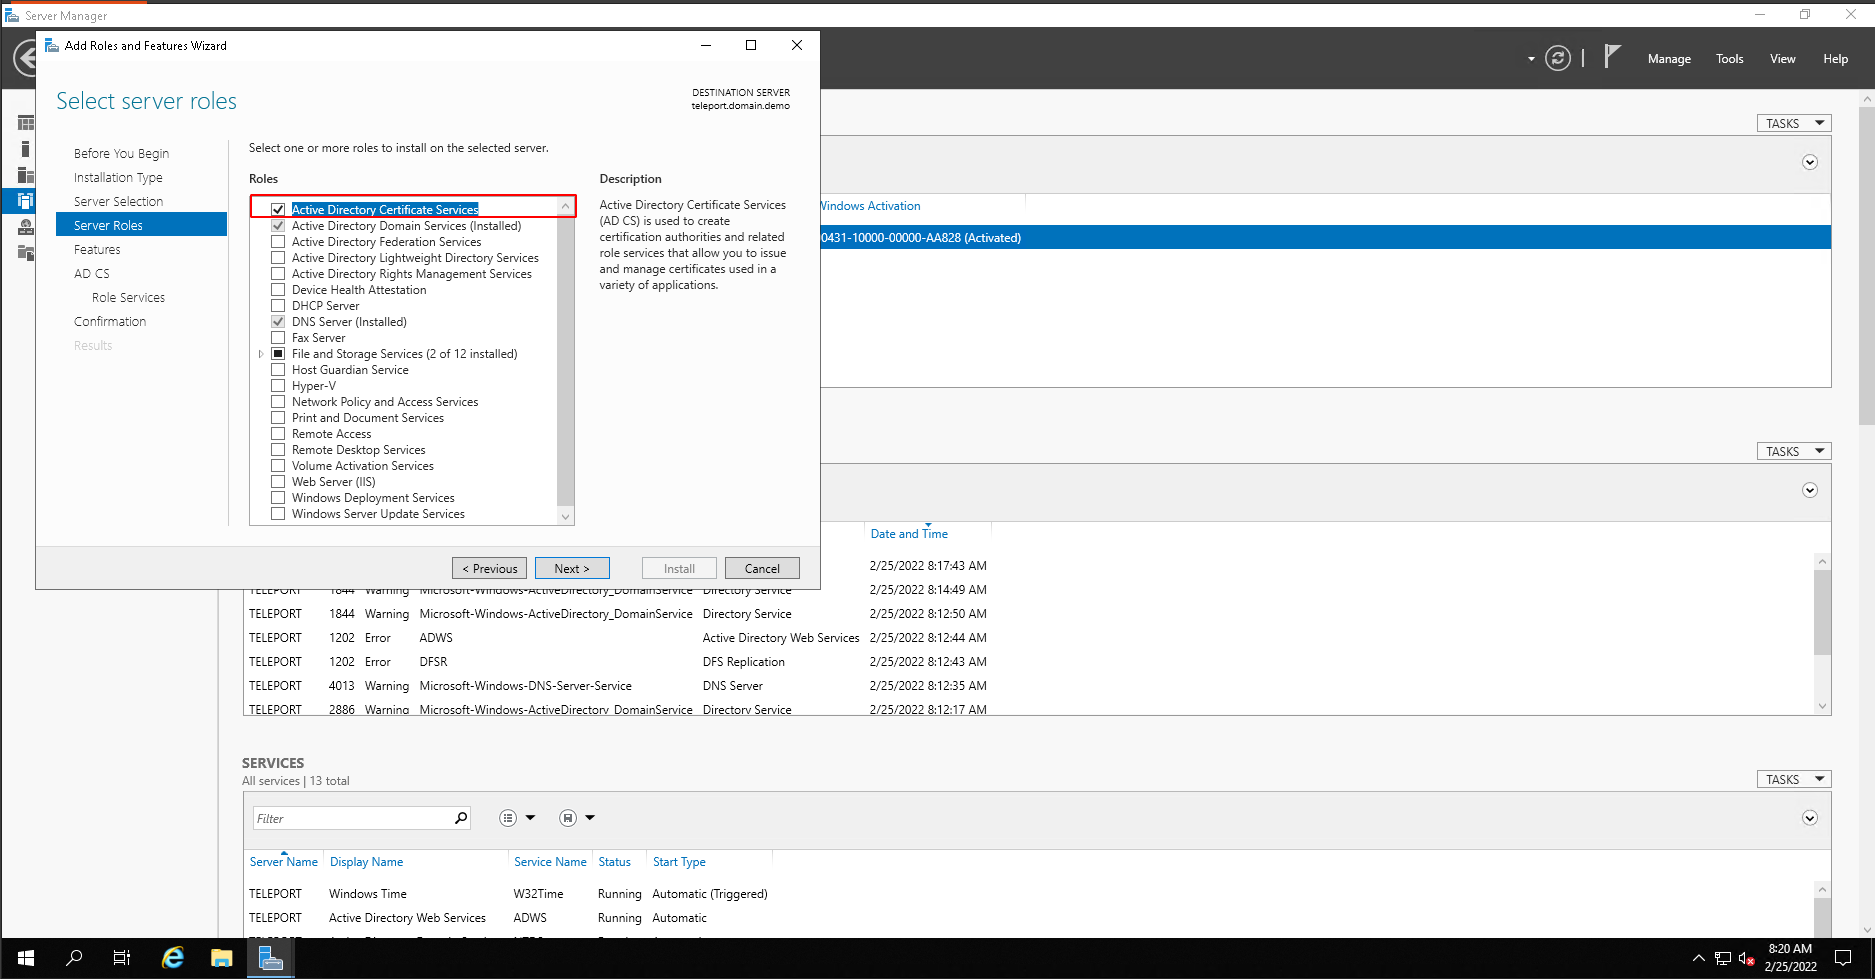 Server Manager
Add Roles and Features Wizard
Manage Tools View Help
Select server roles
DESTINATION SERVER
teleport.domain.demo
Before You Begin
Installation Type
Server Selection
Server Roles
Features
AD CS
Role Services
Confirmation
Results
Select one or more roles to install on the selected server.
Roles
Active Directory Certificate Services
Active Directory Domain Services (Installed)
Active Directory Federation Services
Active Directory Lightweight Directory Services
Active Directory Rights Management Services
Device Health Attestation
DHCP Server
DNS Server (Installed)
Fax Server
File and Storage Services (2 of 12 installed)
Host Guardian Service
Hyper-V
Network Policy and Access Services
Print and Document Services
Remote Access
Remote Desktop Services
Volume Activation Services
Web Server (IIS)
Windows Deployment Services
Windows Server Update Services
Description
Active Directory Certificate Services
(AD CS) is used to create
certification authorities and related
role services that allow you to issue
and manage certificates used in a
variety of applications.
< Previous Next > Install Cancel
TASKS
Windows Activation
0431-10000-00000-AA828 (Activated)
TASKS
Date and Time
2/25/2022 8:17:43 AM
TELEPORT 1844 Warning Microsoft-Windows-ActiveDirectory_DomainService Directory Service 2/25/2022 8:14:49 AM
TELEPORT 1844 Warning Microsoft-Windows-ActiveDirectory_DomainService Directory Service 2/25/2022 8:12:50 AM
TELEPORT 1202 Error ADWS Active Directory Web Services 2/25/2022 8:12:44 AM
TELEPORT 1202 Error DFSR DFS Replication 2/25/2022 8:12:43 AM
TELEPORT 4013 Warning Microsoft-Windows-DNS-Server-Service DNS Server 2/25/2022 8:12:35 AM
TELEPORT 2886 Warning Microsoft-Windows-ActiveDirectory_DomainService Directory Service 2/25/2022 8:12:17 AM
SERVICES
All services | 13 total
TASKS
Filter
Server Name Display Name Service Name Status Start Type
TELEPORT Windows Time W32Time Running Automatic (Triggered)
TELEPORT Active Directory Web Services ADWS Running Automatic
8:20 AM
2/25/2022